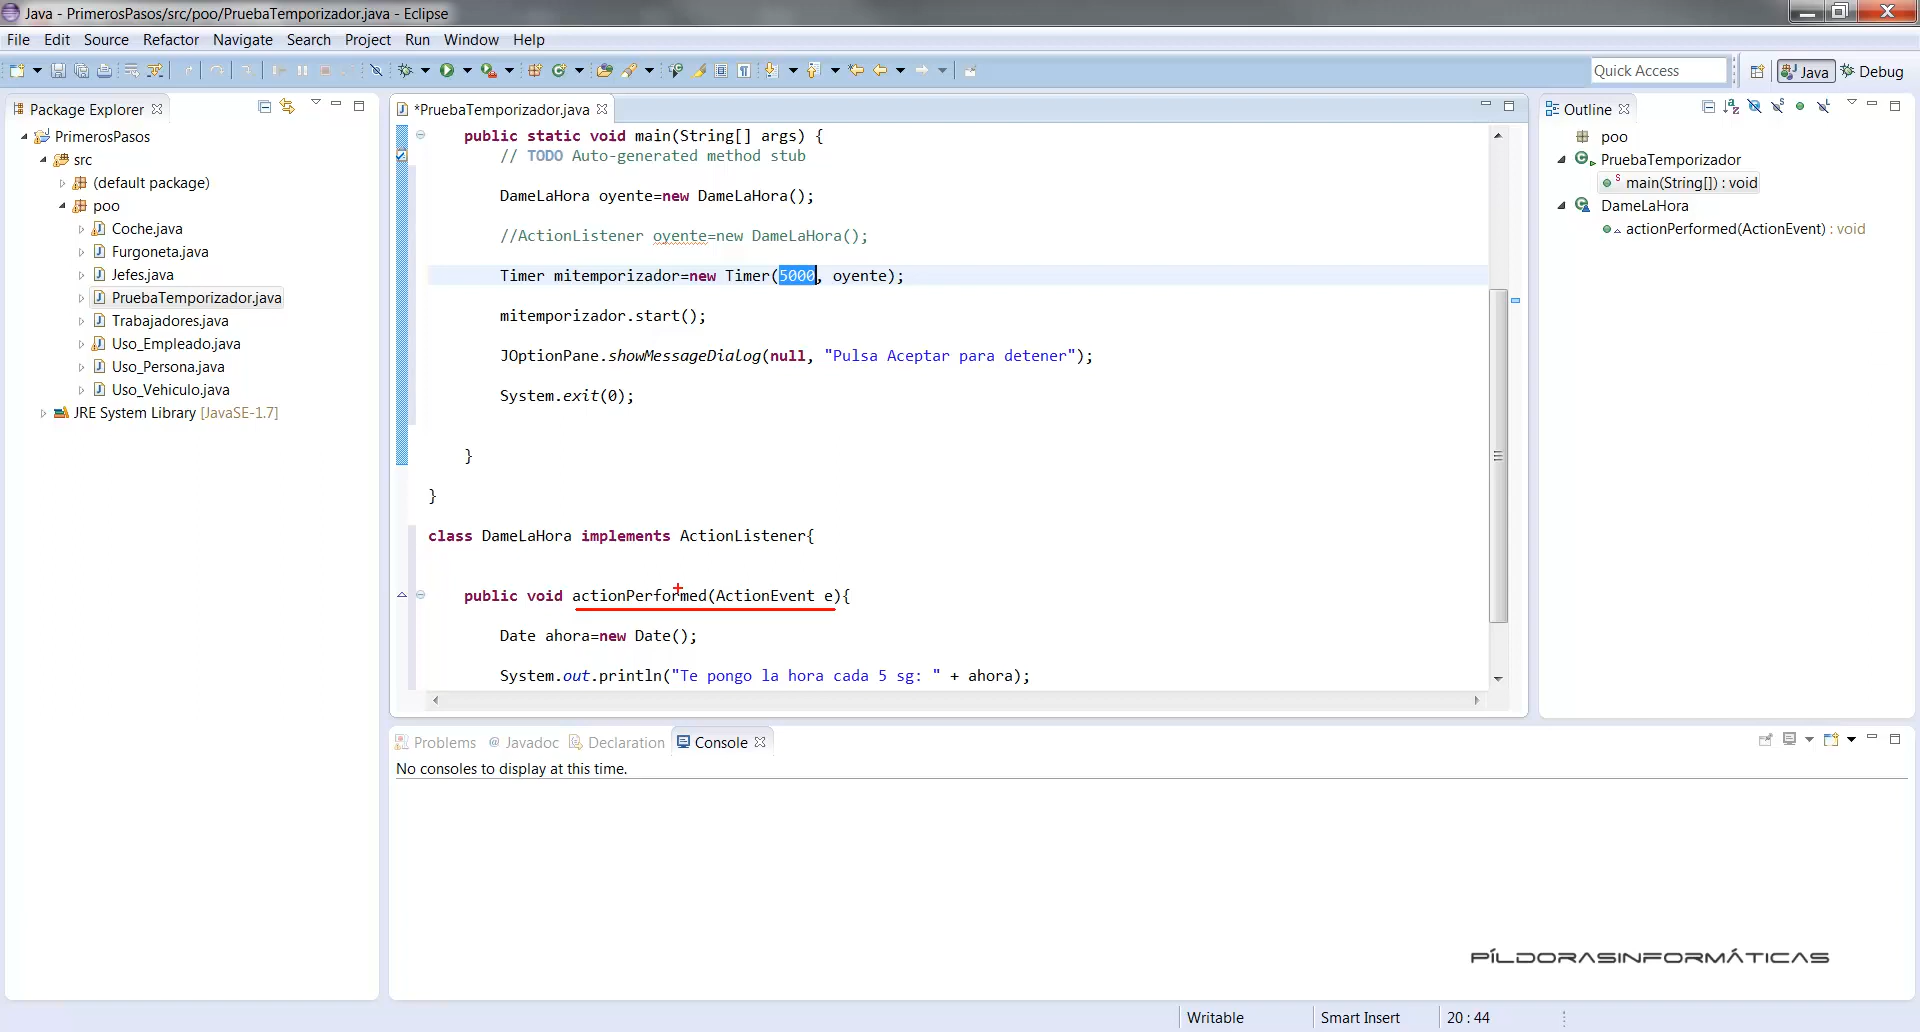 Java - PrimerosPasos/src/poo/PruebaTemporizador.java - Eclipse
File Edit Source Refactor Navigate Search Project Run Window Help
Quick Access
Java
Debug
Package Explorer
PrimerosPasos
src
(default package)
poo
Coche.java
Furgoneta.java
Jefes.java
PruebaTemporizador.java
Trabajadores.java
Uso_Empleado.java
Uso_Persona.java
Uso_Vehiculo.java
JRE System Library [JavaSE-1.7]
*PruebaTemporizador.java
public static void main(String[] args) {
// TODO Auto-generated method stub
DameLaHora oyente=new DameLaHora();
//ActionListener oyente=new DameLaHora();
Timer mitemporizador=new Timer(5000, oyente);
mitemporizador.start();
JOptionPane.showMessageDialog(null, "Pulsa Aceptar para detener");
System.exit(0);
}
}
class DameLaHora implements ActionListener{
public void actionPerformed(ActionEvent e){
Date ahora=new Date();
System.out.println("Te pongo la hora cada 5 sg: " + ahora);
Outline
poo
PruebaTemporizador
main(String[]) : void
DameLaHora
actionPerformed(ActionEvent) : void
Problems @ Javadoc Declaration Console
No consoles to display at this time.
PÍLDORASINFORMÁTICAS
Writable Smart Insert 20 : 44